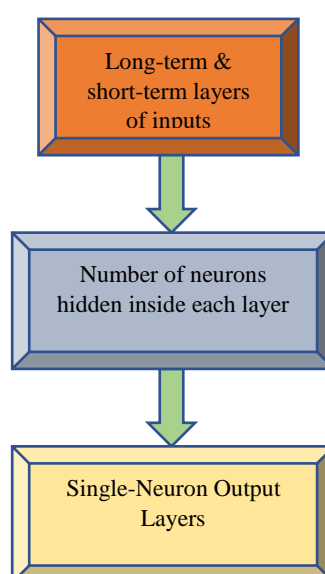 Long-term &
short-term layers
of inputs
Number of neurons
hidden inside each layer
Single-Neuron Output
Layers